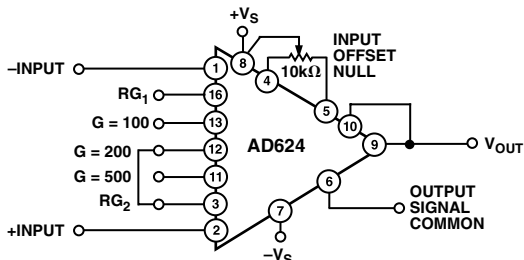 +VS
INPUT
OFFSET
NULL
10kΩ
–INPUT
1
8
4
RG1
16
5
G = 100
13
10
G = 200
12
AD624
9
VOUT
G = 500
11
6
OUTPUT
SIGNAL
COMMON
RG2
3
7
+INPUT
2
–VS